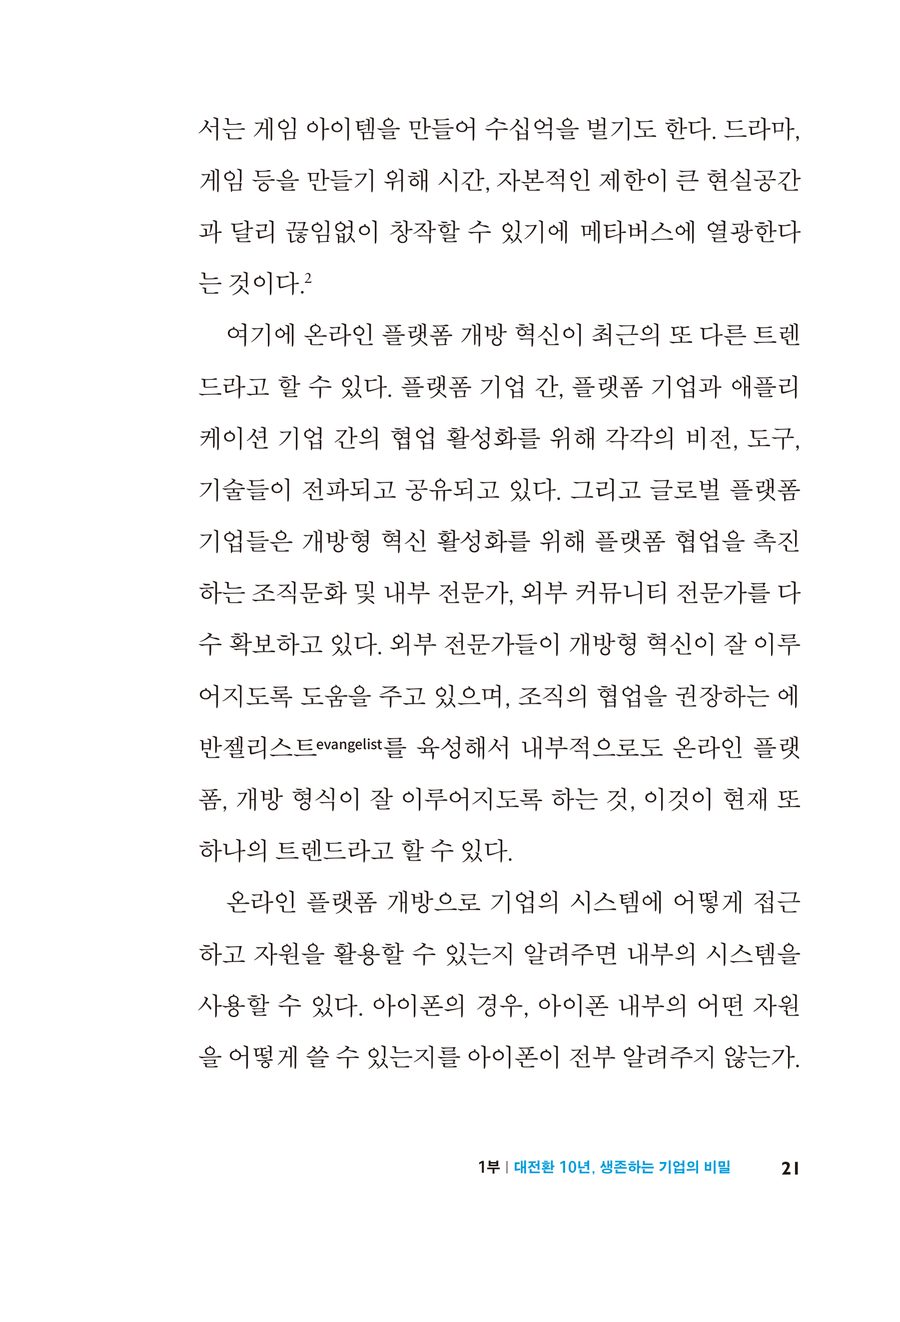 서는 게임 아이템을 만들어 수십억을 벌기도 한다. 드라마,
게임 등을 만들기 위해 시간, 자본적인 제한이 큰 현실공간
과 달리 끊임없이 창작할 수 있기에 메타버스에 열광한다
는 것이다.2
여기에 온라인 플랫폼 개방 혁신이 최근의 또 다른 트렌
드라고 할 수 있다. 플랫폼 기업 간, 플랫폼 기업과 애플리
케이션 기업 간의 협업 활성화를 위해 각각의 비전, 도구,
기술들이 전파되고 공유되고 있다. 그리고 글로벌 플랫폼
기업들은 개방형 혁신 활성화를 위해 플랫폼 협업을 촉진
하는 조직문화 및 내부 전문가, 외부 커뮤니티 전문가를 다
수 확보하고 있다. 외부 전문가들이 개방형 혁신이 잘 이루
어지도록 도움을 주고 있으며, 조직의 협업을 권장하는 에
반젤리스트evangelist를 육성해서 내부적으로도 온라인 플랫
폼, 개방 형식이 잘 이루어지도록 하는 것, 이것이 현재 또
하나의 트렌드라고 할 수 있다.
온라인 플랫폼 개방으로 기업의 시스템에 어떻게 접근
하고 자원을 활용할 수 있는지 알려주면 내부의 시스템을
사용할 수 있다. 아이폰의 경우, 아이폰 내부의 어떤 자원
을 어떻게 쓸 수 있는지를 아이폰이 전부 알려주지 않는가.
1부 | 대전환 10년, 생존하는 기업의 비밀 21